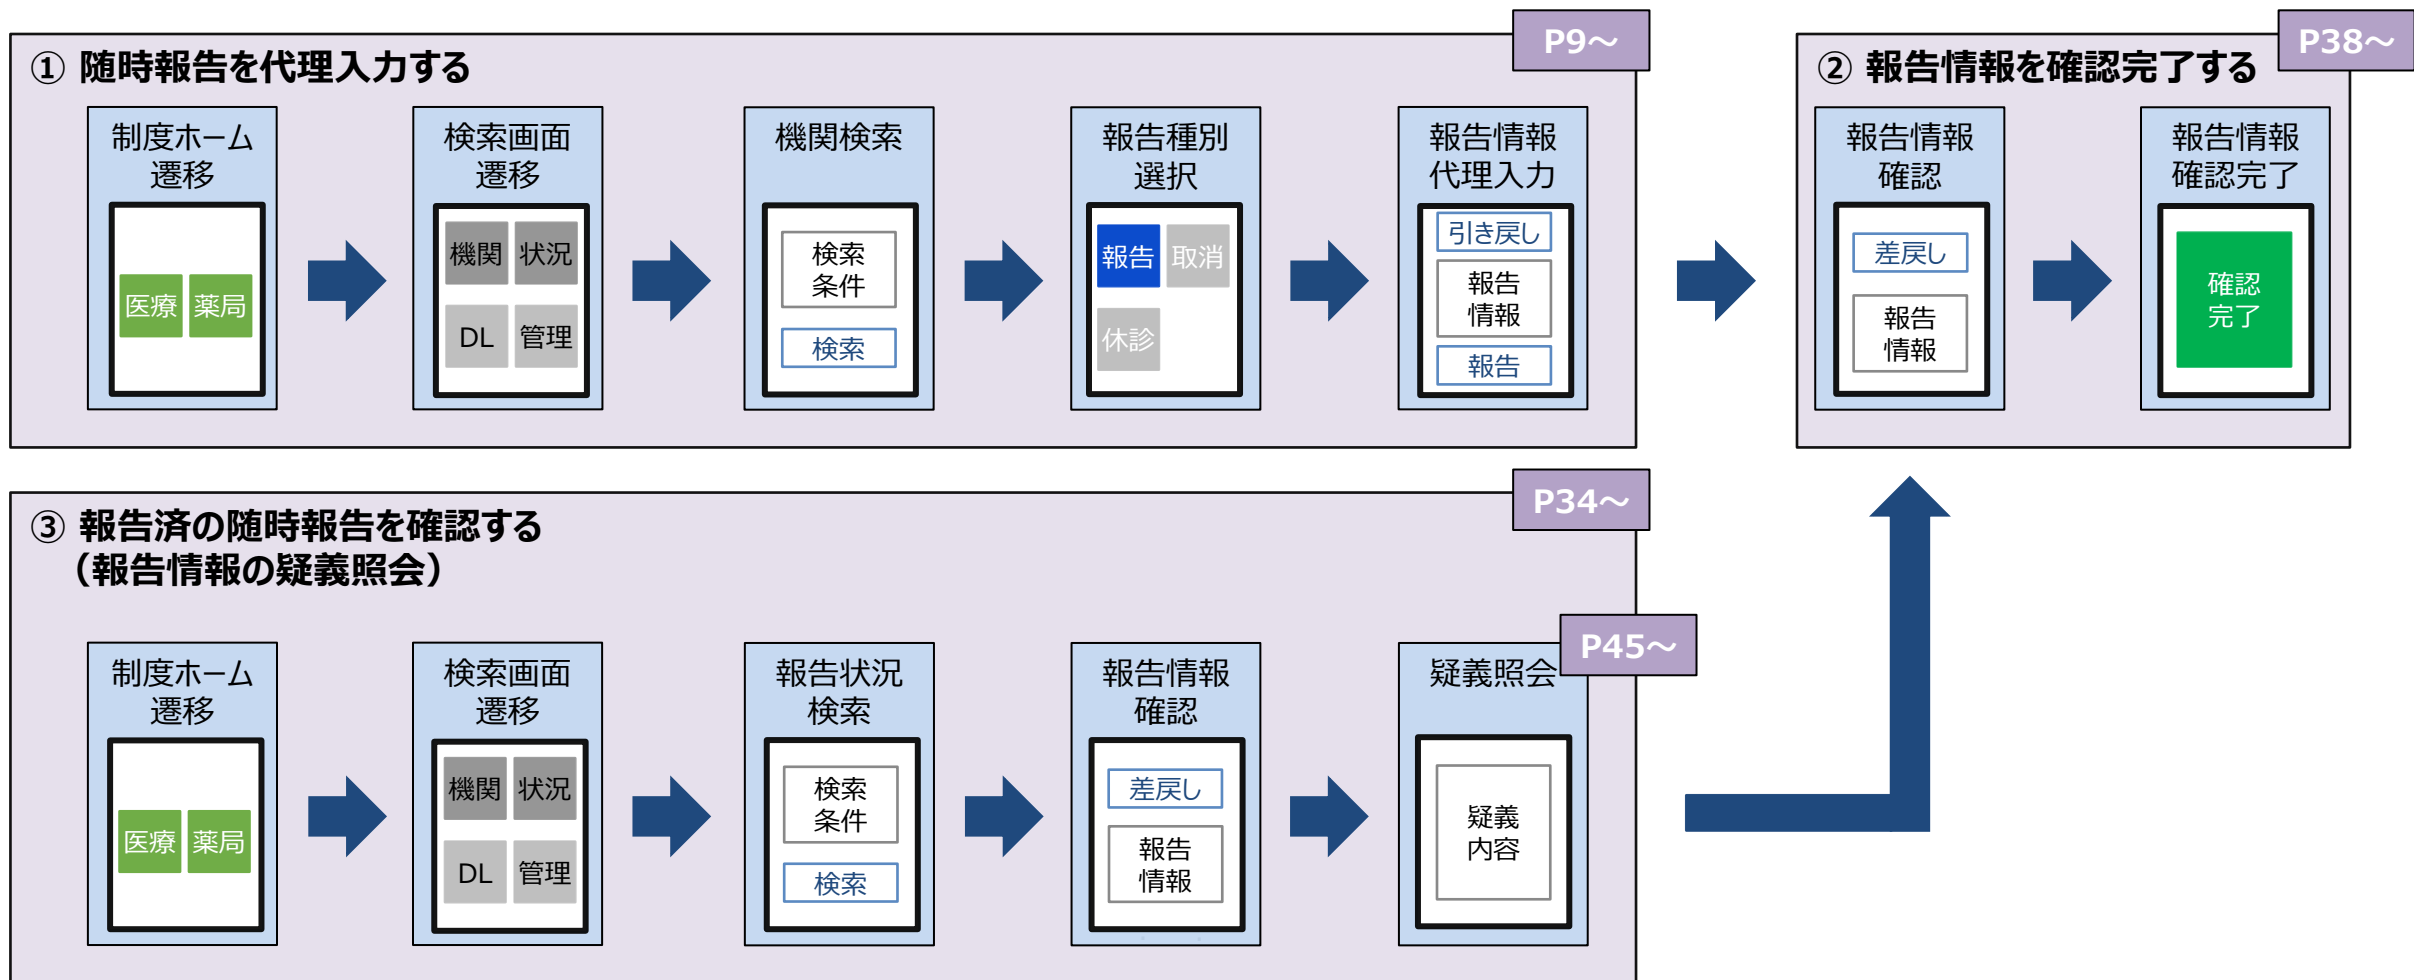 P9～
① 随時報告を代理入力する
制度ホーム
遷移
医療
薬局
検索画面
遷移
機関
状況
DL
管理
機関検索
検索
条件
検索
報告種別
選択
報告
取消
休診
報告情報
代理入力
引き戻し
報告
情報
報告
P38～
② 報告情報を確認完了する
報告情報
確認
差戻し
報告
情報
報告情報
確認完了
確認
完了
P34～
③ 報告済の随時報告を確認する
（報告情報の疑義照会）
制度ホーム
遷移
医療
薬局
検索画面
遷移
機関
状況
DL
管理
報告状況
検索
検索
条件
検索
報告情報
確認
差戻し
報告
情報
P45～
疑義照会
疑義
内容